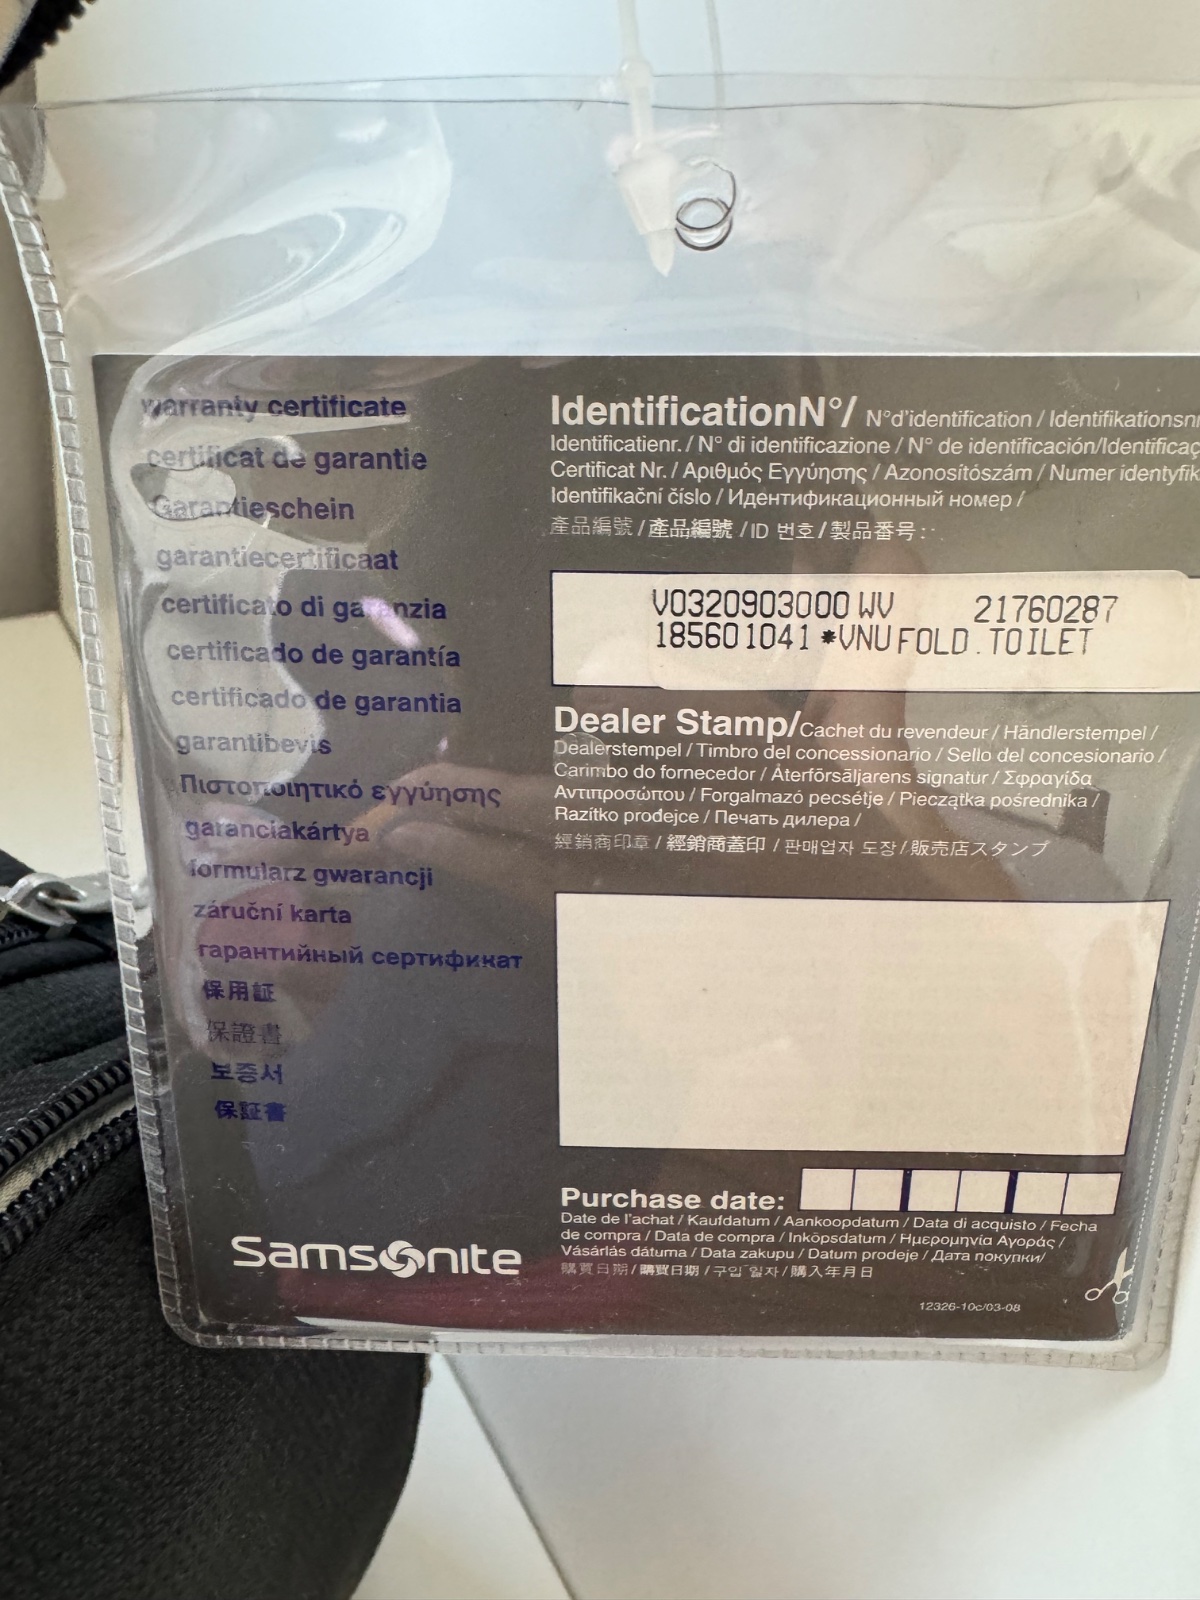 warranty certificate
certificat de garantie
Garantieschein
garantiecertificaat
certificato di garanzia
certificado de garantía
certificado de garantia
garantibevis
Πιστοποιητικό εγγύησης
garanciakártya
formularz gwarancji
záruční karta
гарантийный сертификат
保用証
保證書
보증서
保証書
Samsonite
IdentificationN°/ N°d'identification / Identifikationsnr
Identificatienr. / N° di identificazione / N° de identificación/Identificaç
Certificat Nr. / Αριθμός Εγγύησης / Azonosítószám / Numer identyfik
Identifikační číslo / Идентификационный номер /
產品編號 / 產品編號 / ID 번호 / 製品番号 :
V0320903000 WV 21760287
185601041 *VNU FOLD.TOILET
Dealer Stamp/Cachet du revendeur / Händlerstempel /
Dealerstempel / Timbro del concessionario / Sello del concesionario /
Carimbo do fornecedor / Återförsäljarens signatur / Σφραγίδα
Αντιπροσώπου / Forgalmazó pecsétje / Pieczątka pośrednika /
Razítko prodejce / Печать дилера /
經銷商印章 / 經銷商蓋印 / 판매업자 도장 / 販売店スタンプ
Purchase date:
Date de l'achat / Kaufdatum / Aankoopdatum / Data di acquisto / Fecha
de compra / Data de compra / Inköpsdatum / Ημερομηνία Αγοράς /
Vásárlás dátuma / Data zakupu / Datum prodeje / Дата покупки/
購買日期 / 購買日期 / 구입 일자 / 購入年月日
12326-10c/03-08